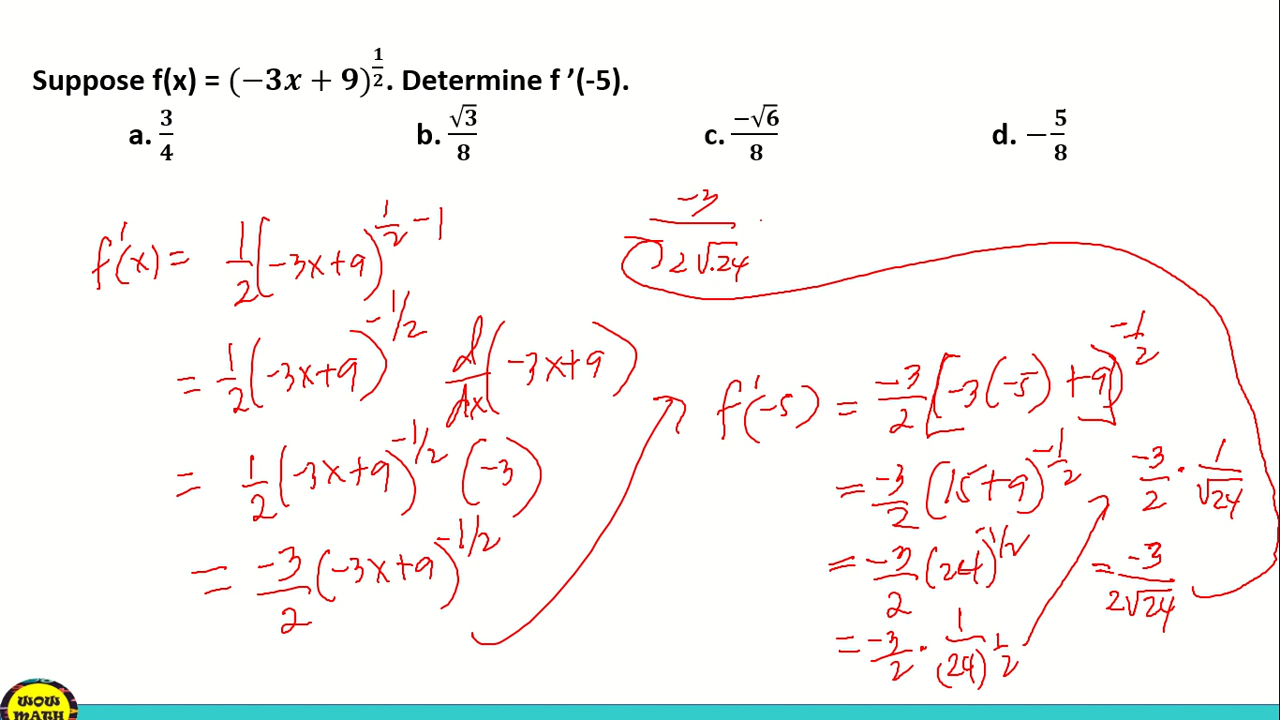 Suppose f(x) = (−3x + 9)^(1/2). Determine f ’(-5).
a. 3/4 b. √3/8 c. −√6/8 d. −5/8
f'(x) = 1/2(-3x+9)^(1/2 - 1)
= 1/2(-3x+9)^(-1/2) d/dx(-3x+9)
= 1/2(-3x+9)^(-1/2) (-3)
= -3/2 (-3x+9)^(-1/2)
f'(-5) = -3/2 [-3(-5) +9]^(-1/2)
= -3/2 (15+9)^(-1/2)
= -3/2 (24)^(-1/2)
= -3/2 · 1/(24)^(1/2)
-3/2 · 1/√24
= -3/2√24
-3/2√24
WOW
MATH